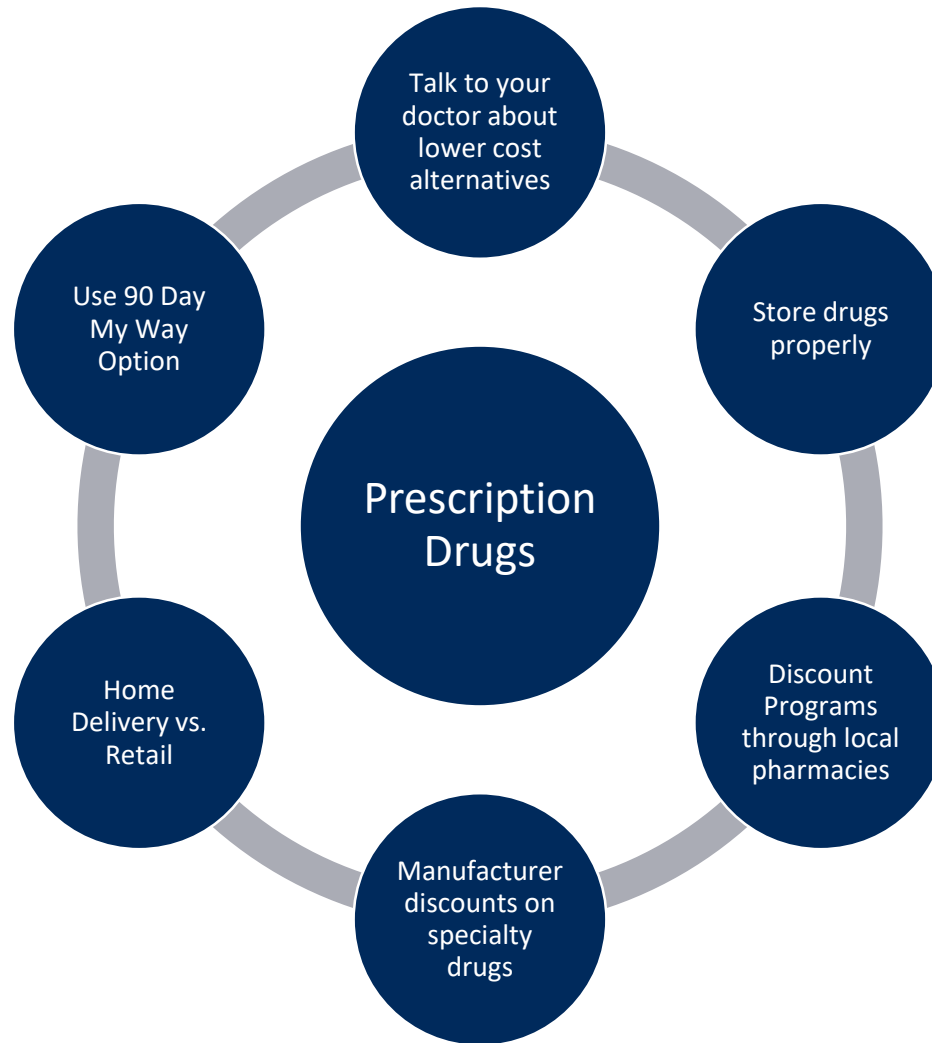 Talk to your
doctor about
lower cost
alternatives
Store drugs
properly
Discount
Programs
through local
pharmacies
Manufacturer
discounts on
specialty
drugs
Home
Delivery vs.
Retail
Use 90 Day
My Way
Option
Prescription
Drugs